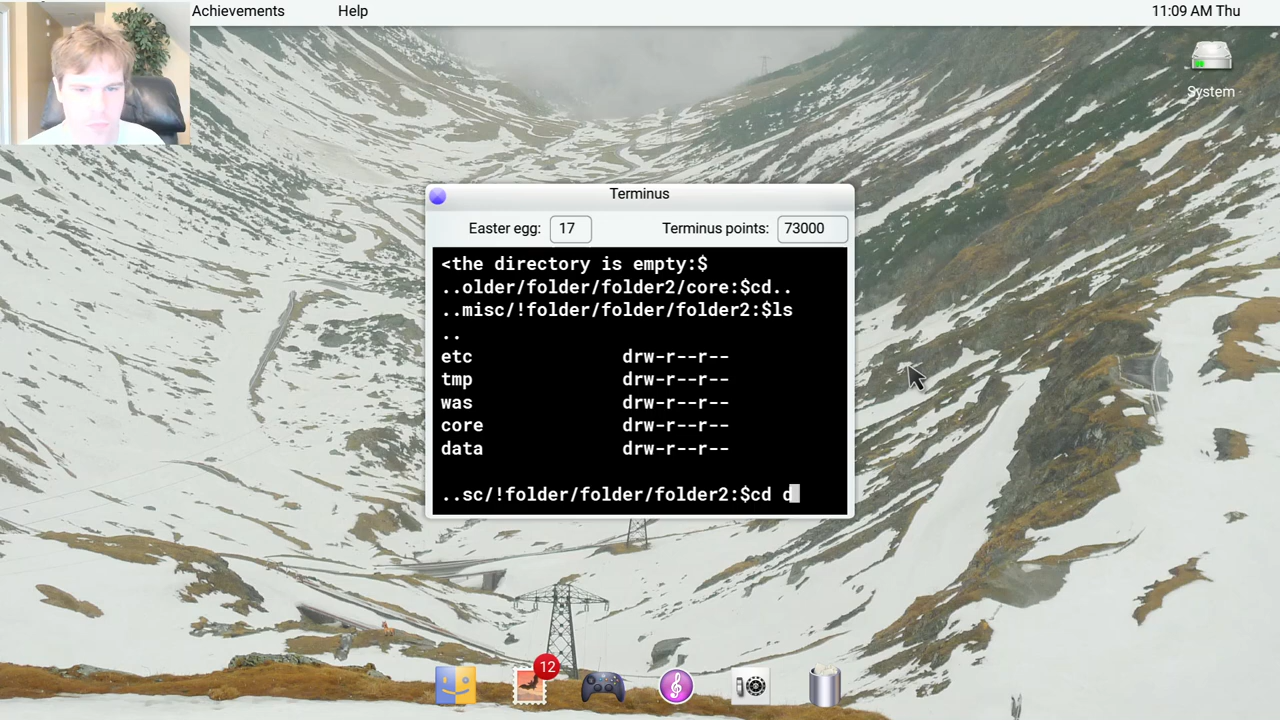 Achievements Help 11:09 AM Thu
System
Terminus
Easter egg: 17 Terminus points: 73000
<the directory is empty:$
..older/folder/folder2/core:$cd..
..misc/!folder/folder/folder2:$ls
..
etc drw-r--r--
tmp drw-r--r--
was drw-r--r--
core drw-r--r--
data drw-r--r--
..sc/!folder/folder/folder2:$cd d
12